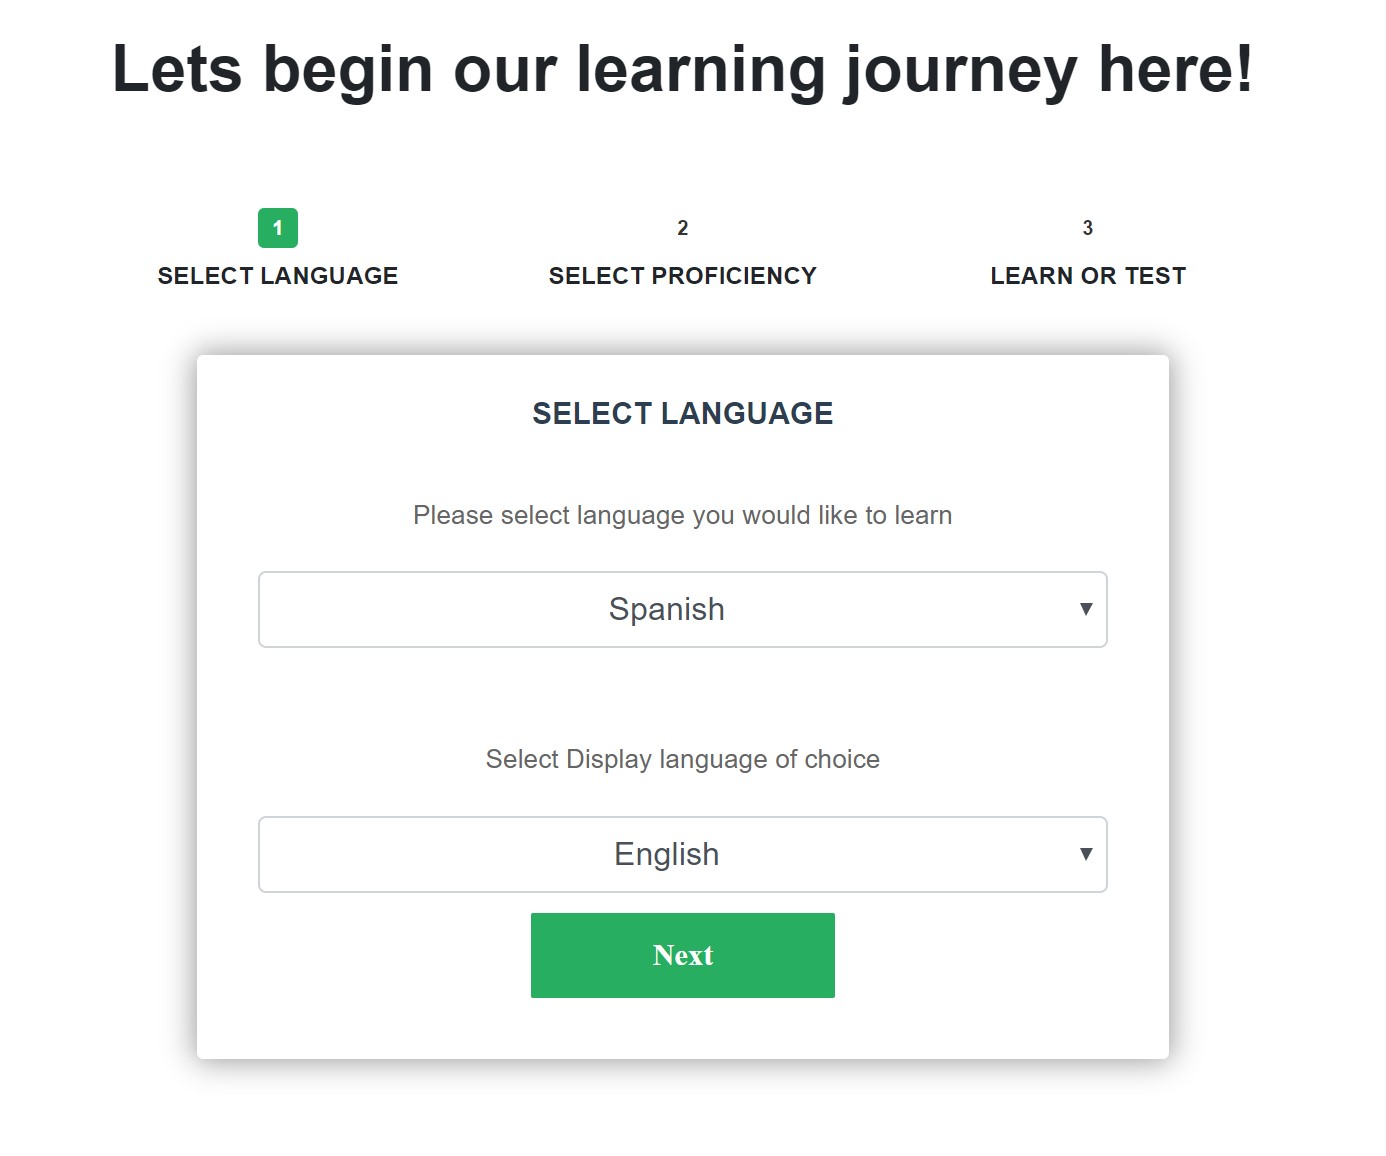 Lets begin our learning journey here!
1
SELECT LANGUAGE
2
SELECT PROFICIENCY
3
LEARN OR TEST
SELECT LANGUAGE
Please select language you would like to learn
Spanish
Select Display language of choice
English
Next